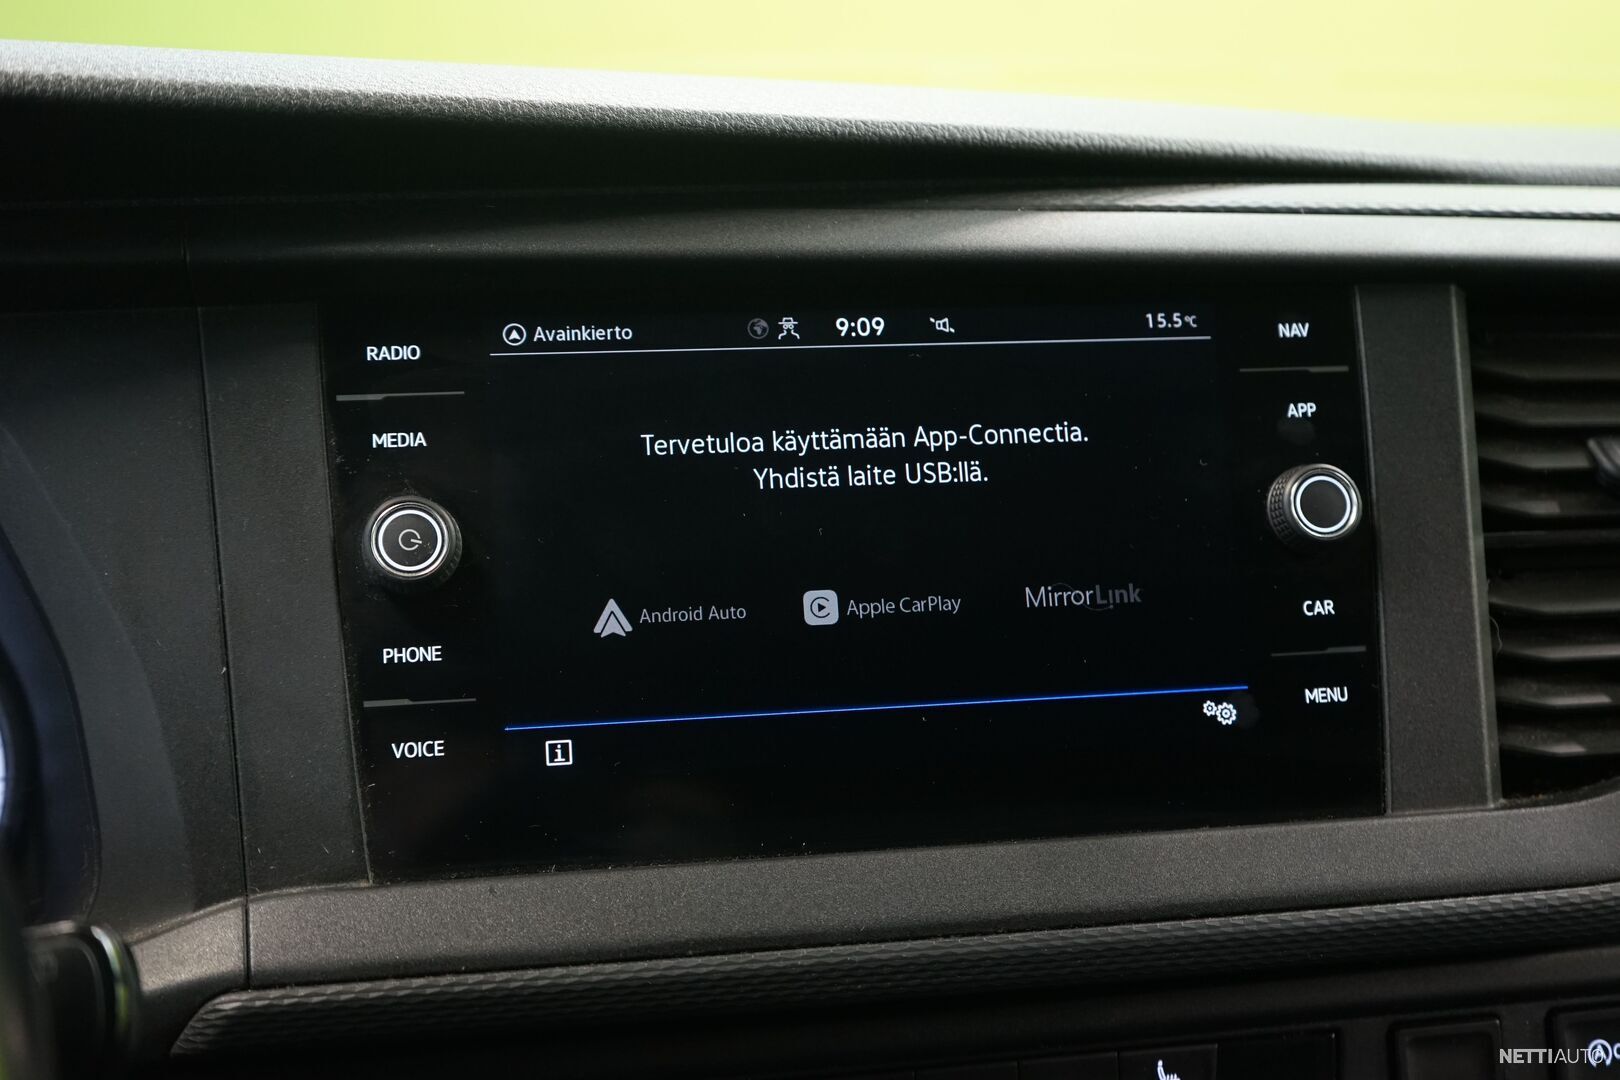 RADIO
MEDIA
PHONE
VOICE
Avainkierto
9:09
15.5°C
Tervetuloa käyttämään App-Connectia.
Yhdistä laite USB:llä.
Android Auto
Apple CarPlay
MirrorLink
i
NAV
APP
CAR
MENU
NETTIAUTO